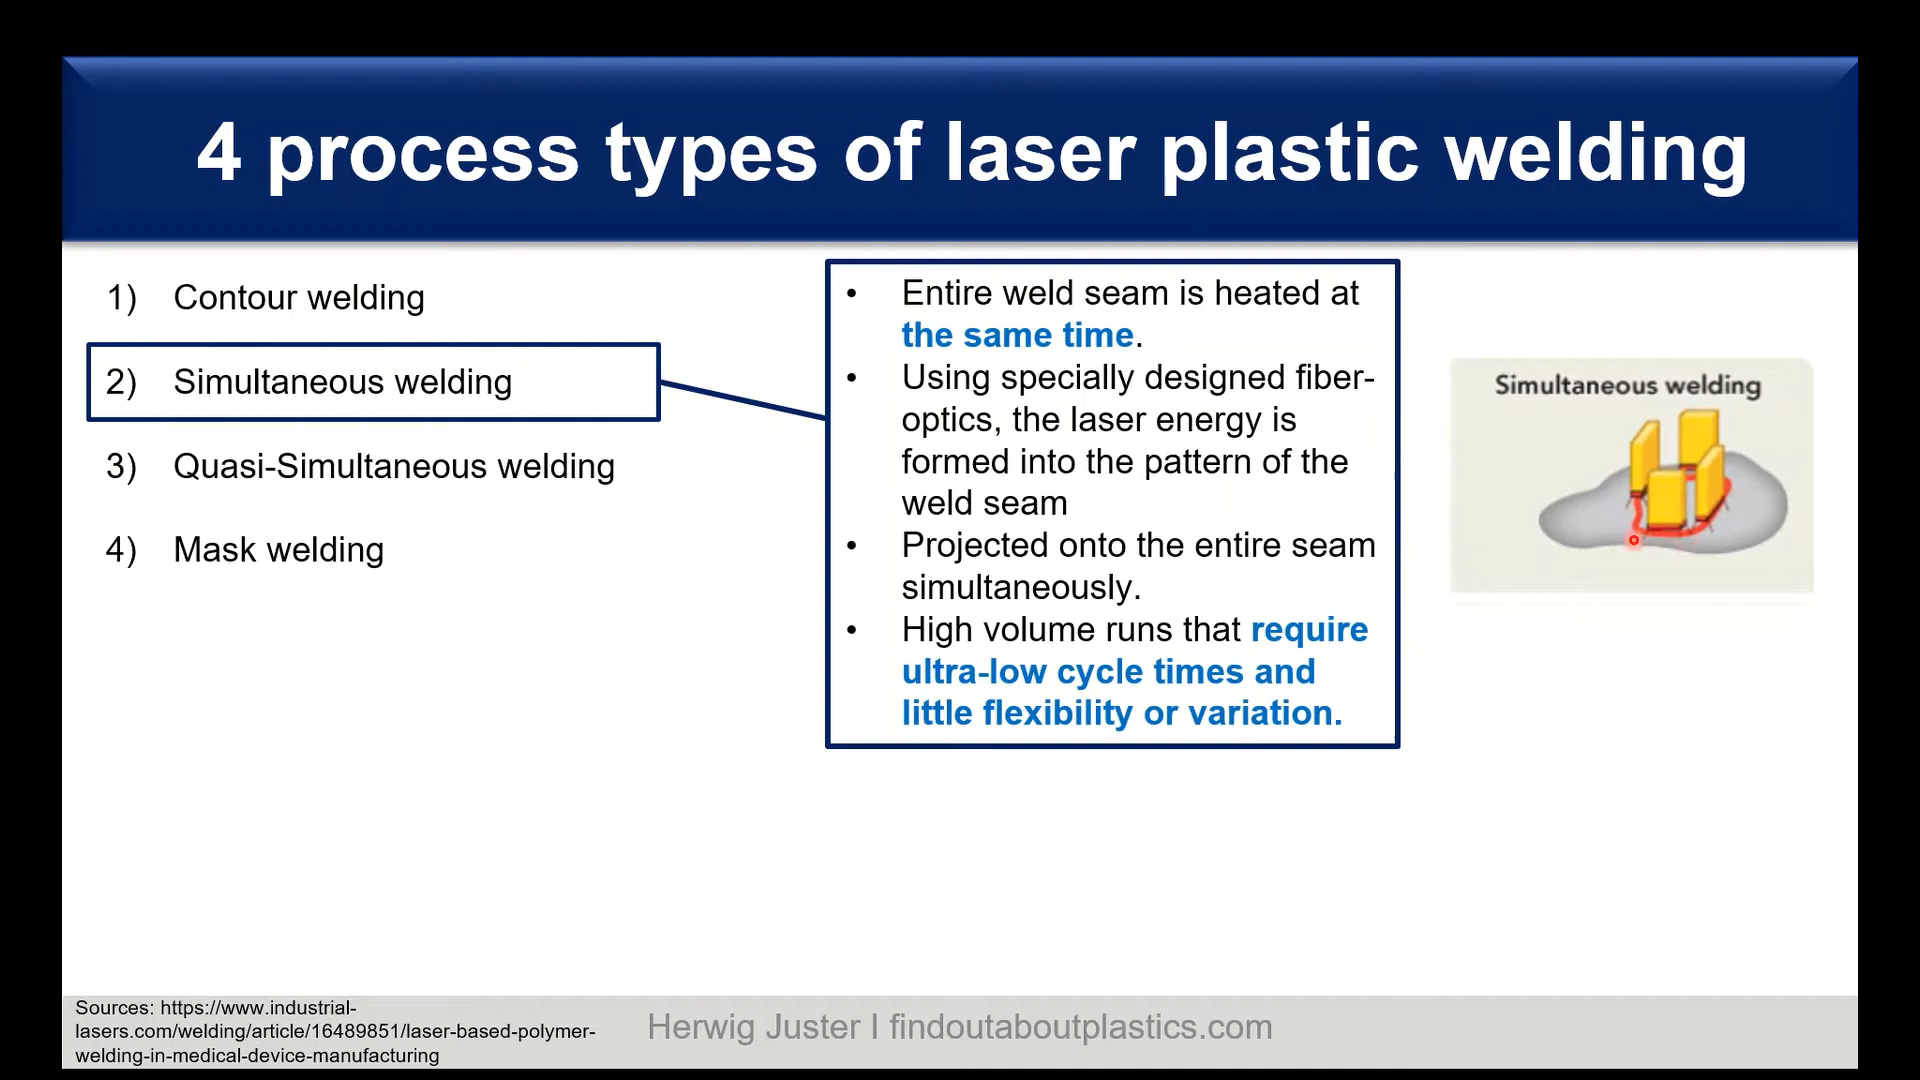 4 process types of laser plastic welding
1) Contour welding
2) Simultaneous welding
3) Quasi-Simultaneous welding
4) Mask welding
• Entire weld seam is heated at
the same time.
• Using specially designed fiber-
optics, the laser energy is
formed into the pattern of the
weld seam
• Projected onto the entire seam
simultaneously.
• High volume runs that require
ultra-low cycle times and
little flexibility or variation.
Simultaneous welding
Sources: https://www.industrial-
lasers.com/welding/article/16489851/laser-based-polymer-
welding-in-medical-device-manufacturing
Herwig Juster I findoutaboutplastics.com